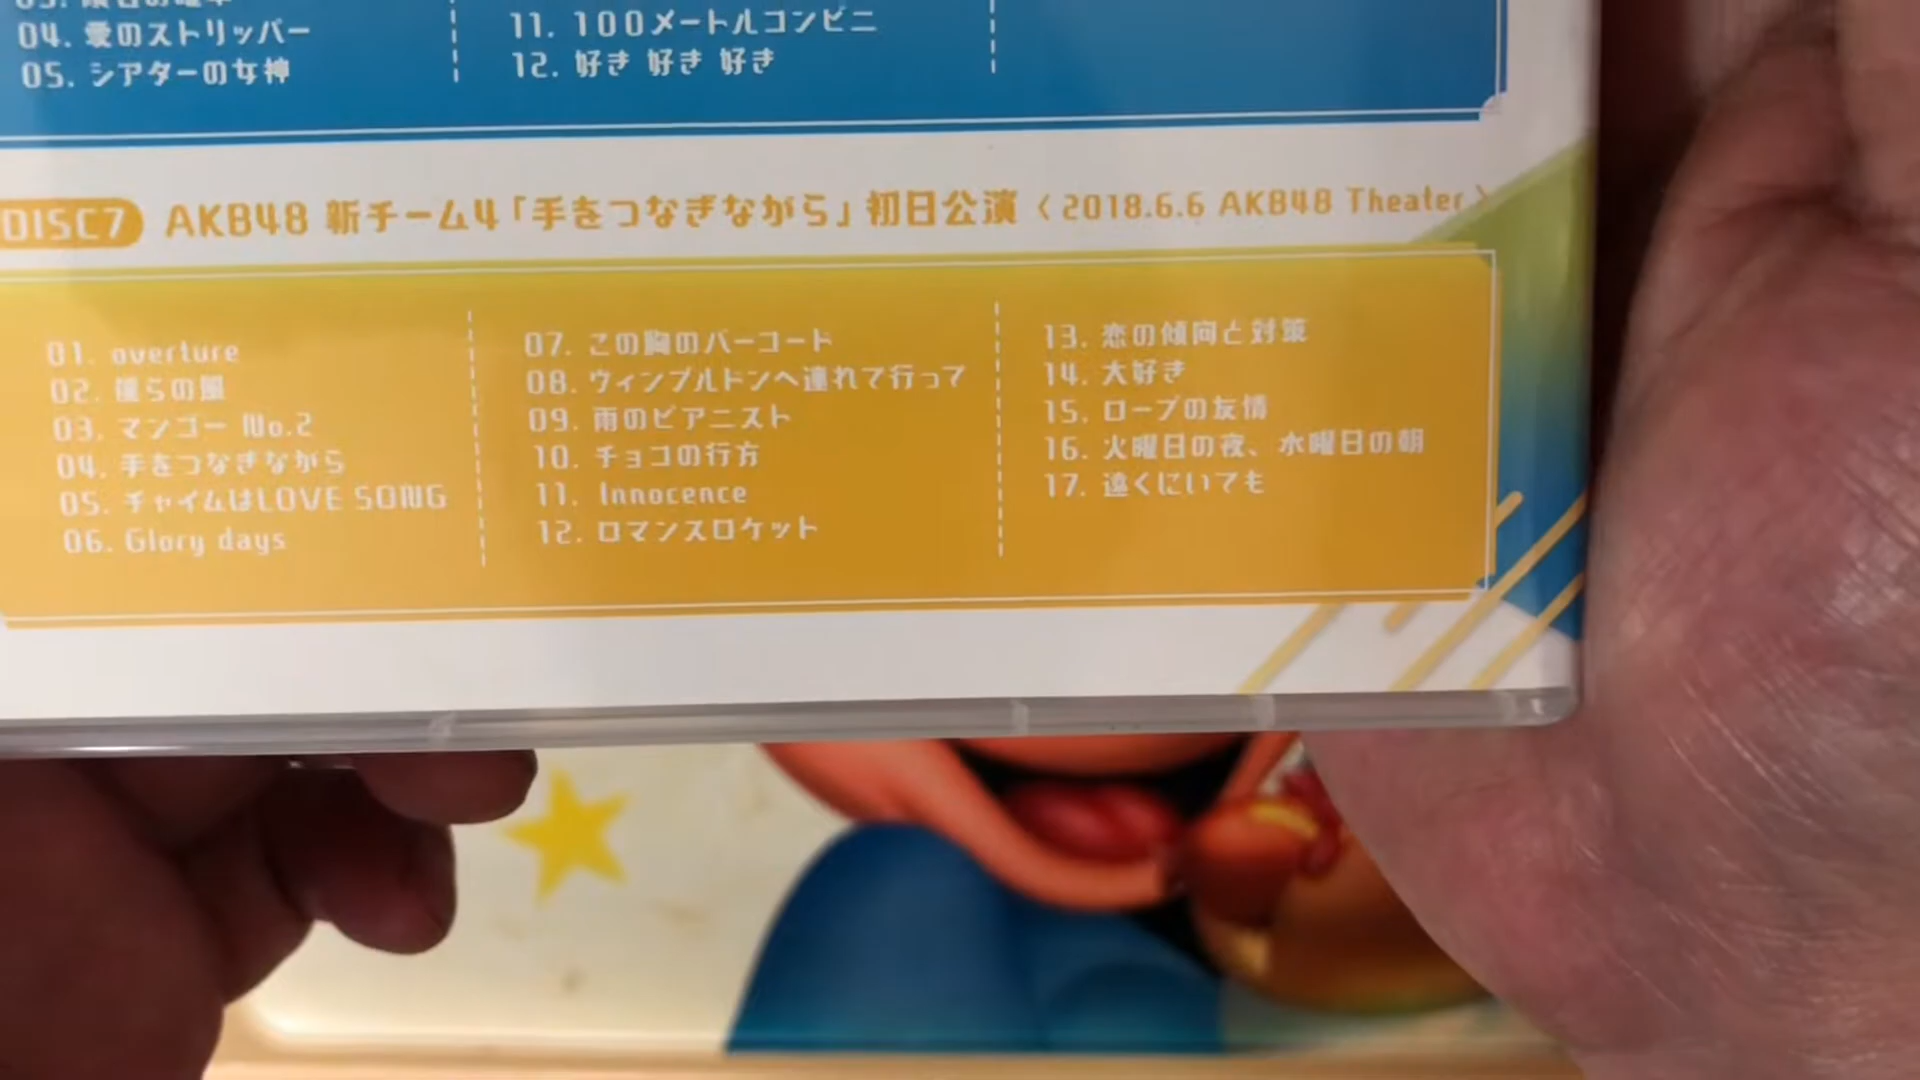 04. 愛のストリッパー
05. シアターの女神
11. 100メートルコンビニ
12. 好き 好き 好き
DISC7 AKB48 新チーム4「手をつなぎながら」初日公演〈2018.6.6 AKB48 Theater〉
01. overture
02. 僕らの風
03. マンゴー No.2
04. 手をつなぎながら
05. チャイムはLOVE SONG
06. Glory days
07. この胸のバーコード
08. ウィンブルドンへ連れて行って
09. 雨のピアニスト
10. チョコの行方
11. Innocence
12. ロマンスロケット
13. 恋の傾向と対策
14. 大好き
15. ロープの友情
16. 火曜日の夜、水曜日の朝
17. 遠くにいても